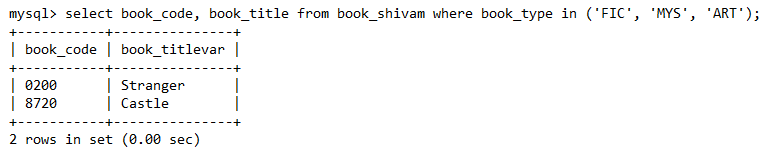 mysql> select book_code, book_title from book_shivam where book_type in ('FIC', 'MYS', 'ART');
+-----------+---------------+
| book_code | book_titlevar |
+-----------+---------------+
| 0200      | Stranger      |
| 8720      | Castle        |
+-----------+---------------+
2 rows in set (0.00 sec)